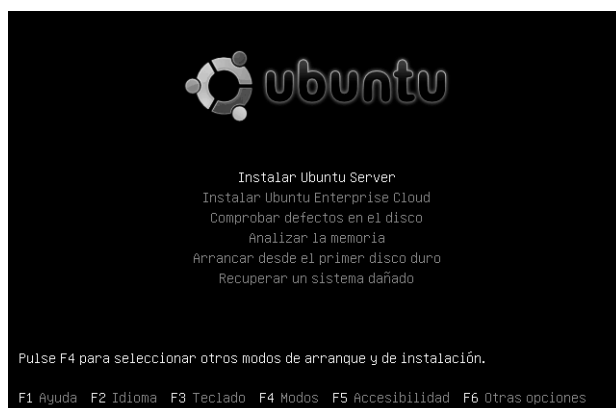 ubuntu
Instalar Ubuntu Server
Instalar Ubuntu Enterprise Cloud
Comprobar defectos en el disco
Analizar la memoria
Arrancar desde el primer disco duro
Recuperar un sistema dañado
Pulse F4 para seleccionar otros modos de arranque y de instalación.
F1 Ayuda F2 Idioma F3 Teclado F4 Modos F5 Accesibilidad F6 Otras opciones